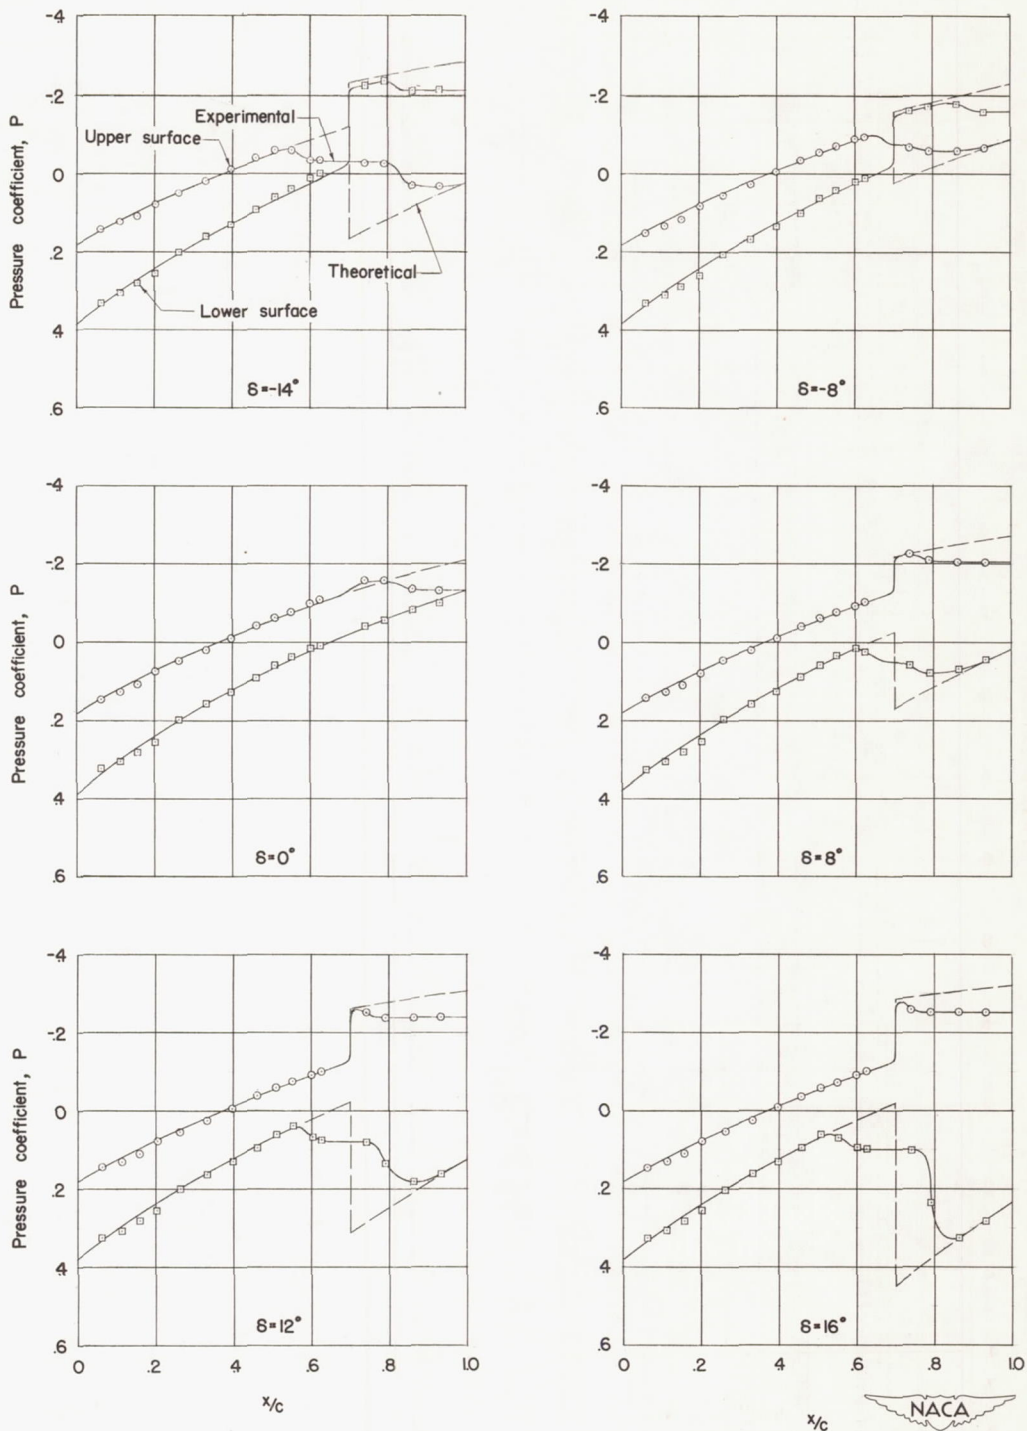 -.4
-.2
0
.2
.4
.6
Pressure coefficient, P
Experimental
Upper surface
Theoretical
Lower surface
δ=-14°
-.4
-.2
0
.2
.4
.6
δ=-8°
-.4
-.2
0
.2
.4
.6
Pressure coefficient, P
δ=0°
-.4
-.2
0
.2
.4
.6
δ=8°
-.4
-.2
0
.2
.4
.6
Pressure coefficient, P
δ=12°
0 .2 .4 .6 .8 1.0
x/c
-.4
-.2
0
.2
.4
.6
δ=16°
0 .2 .4 .6 .8 1.0
x/c
NACA